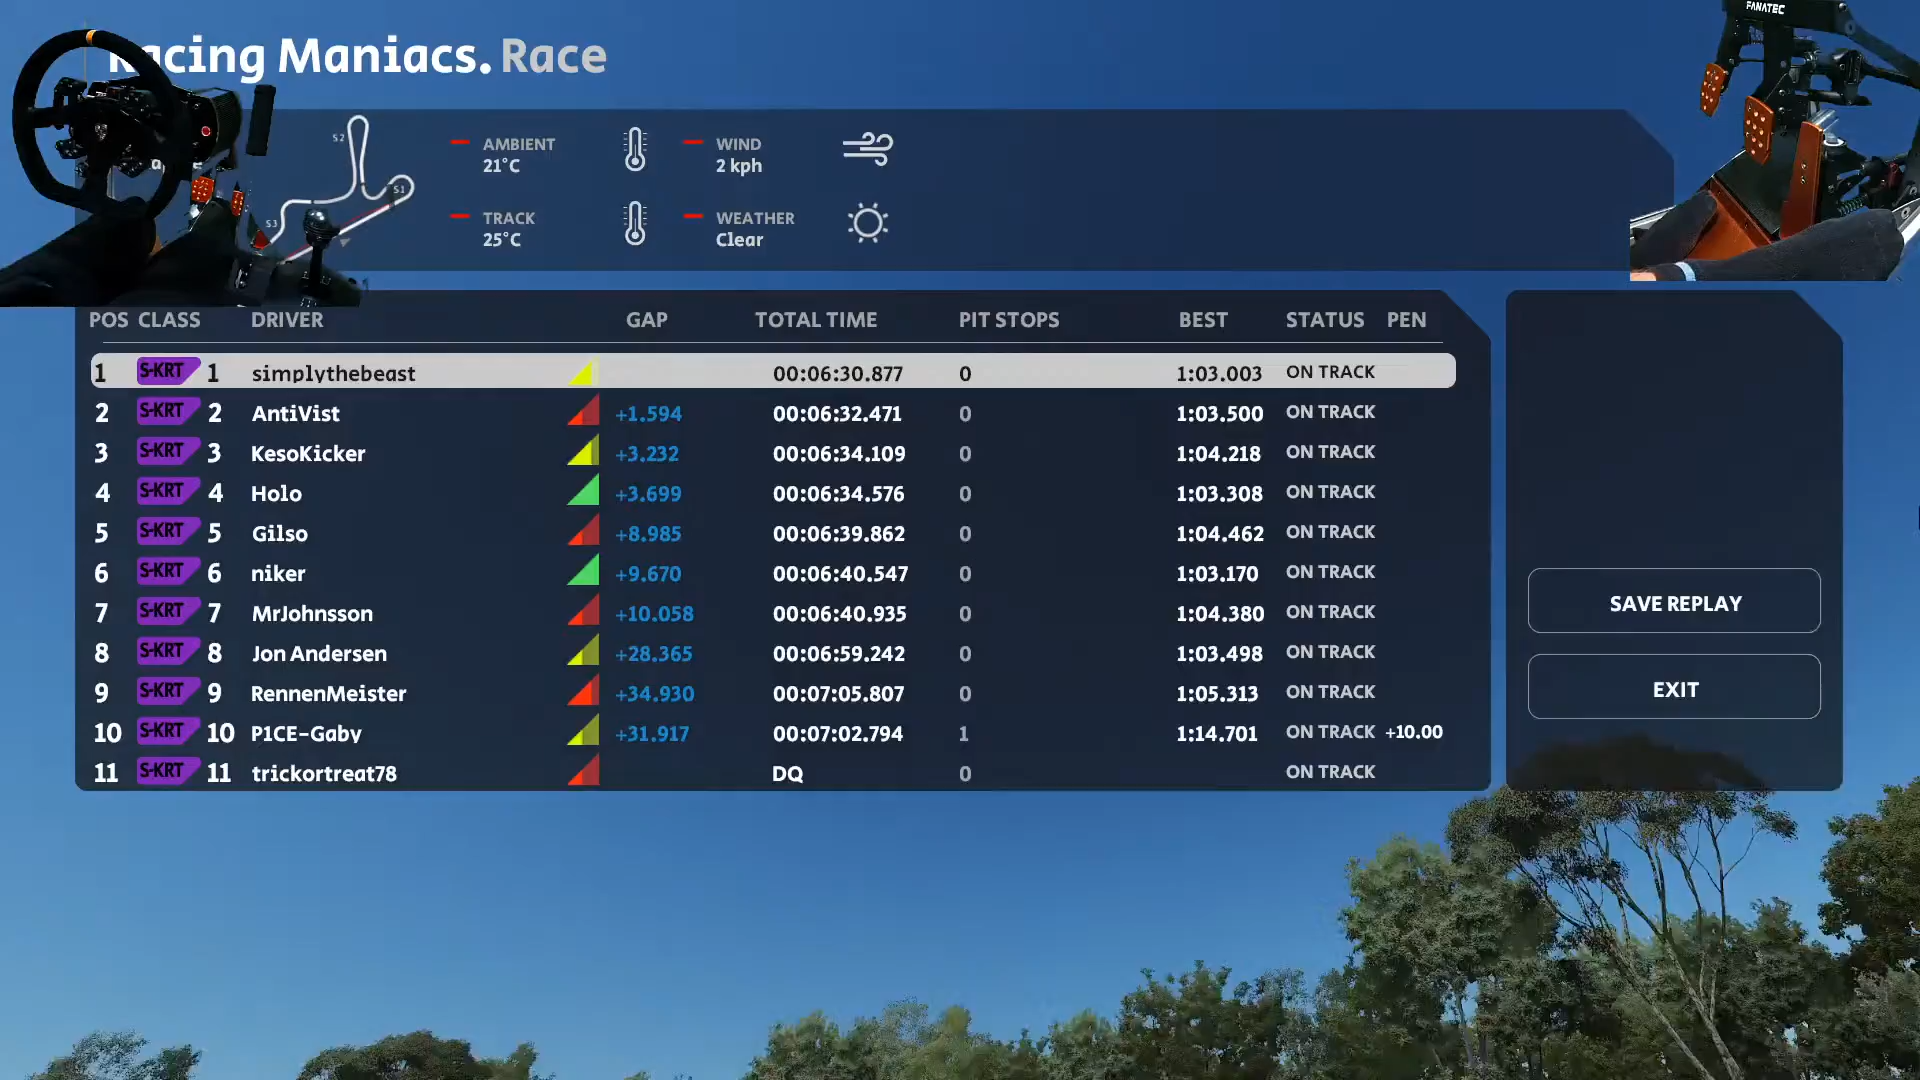 FANATEC
Racing Maniacs. Race
AMBIENT
21°C
WIND
2 kph
TRACK
25°C
WEATHER
Clear
S2
S1
S3
POS CLASS DRIVER GAP TOTAL TIME PIT STOPS BEST STATUS PEN
1 S-KRT 1 simplythebeast 00:06:30.877 0 1:03.003 ON TRACK
2 S-KRT 2 AntiVist +1.594 00:06:32.471 0 1:03.500 ON TRACK
3 S-KRT 3 KesoKicker +3.232 00:06:34.109 0 1:04.218 ON TRACK
4 S-KRT 4 Holo +3.699 00:06:34.576 0 1:03.308 ON TRACK
5 S-KRT 5 Gilso +8.985 00:06:39.862 0 1:04.462 ON TRACK
6 S-KRT 6 niker +9.670 00:06:40.547 0 1:03.170 ON TRACK
7 S-KRT 7 MrJohnsson +10.058 00:06:40.935 0 1:04.380 ON TRACK
8 S-KRT 8 Jon Andersen +28.365 00:06:59.242 0 1:03.498 ON TRACK
9 S-KRT 9 RennenMeister +34.930 00:07:05.807 0 1:05.313 ON TRACK
10 S-KRT 10 P1CE-Gaby +31.917 00:07:02.794 1 1:14.701 ON TRACK +10.00
11 S-KRT 11 trickortreat78 DQ 0 ON TRACK
SAVE REPLAY
EXIT